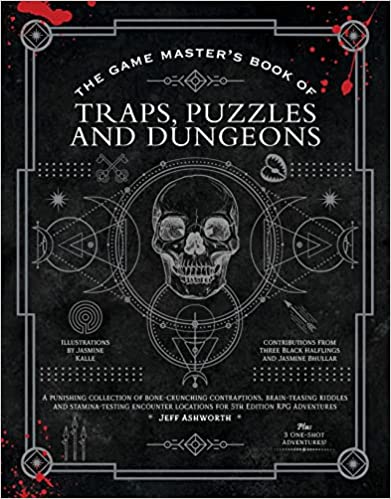 THE GAME MASTER'S BOOK OF
TRAPS, PUZZLES
AND DUNGEONS
ILLUSTRATIONS
BY JASMINE
KALLE
CONTRIBUTIONS FROM
THREE BLACK HALFLINGS
AND JASMINE BHULLAR
A PUNISHING COLLECTION OF BONE-CRUNCHING CONTRAPTIONS, BRAIN-TEASING RIDDLES
AND STAMINA-TESTING ENCOUNTER LOCATIONS FOR 5TH EDITION RPG ADVENTURES
JEFF ASHWORTH
Plus
3 ONE-SHOT
ADVENTURES!